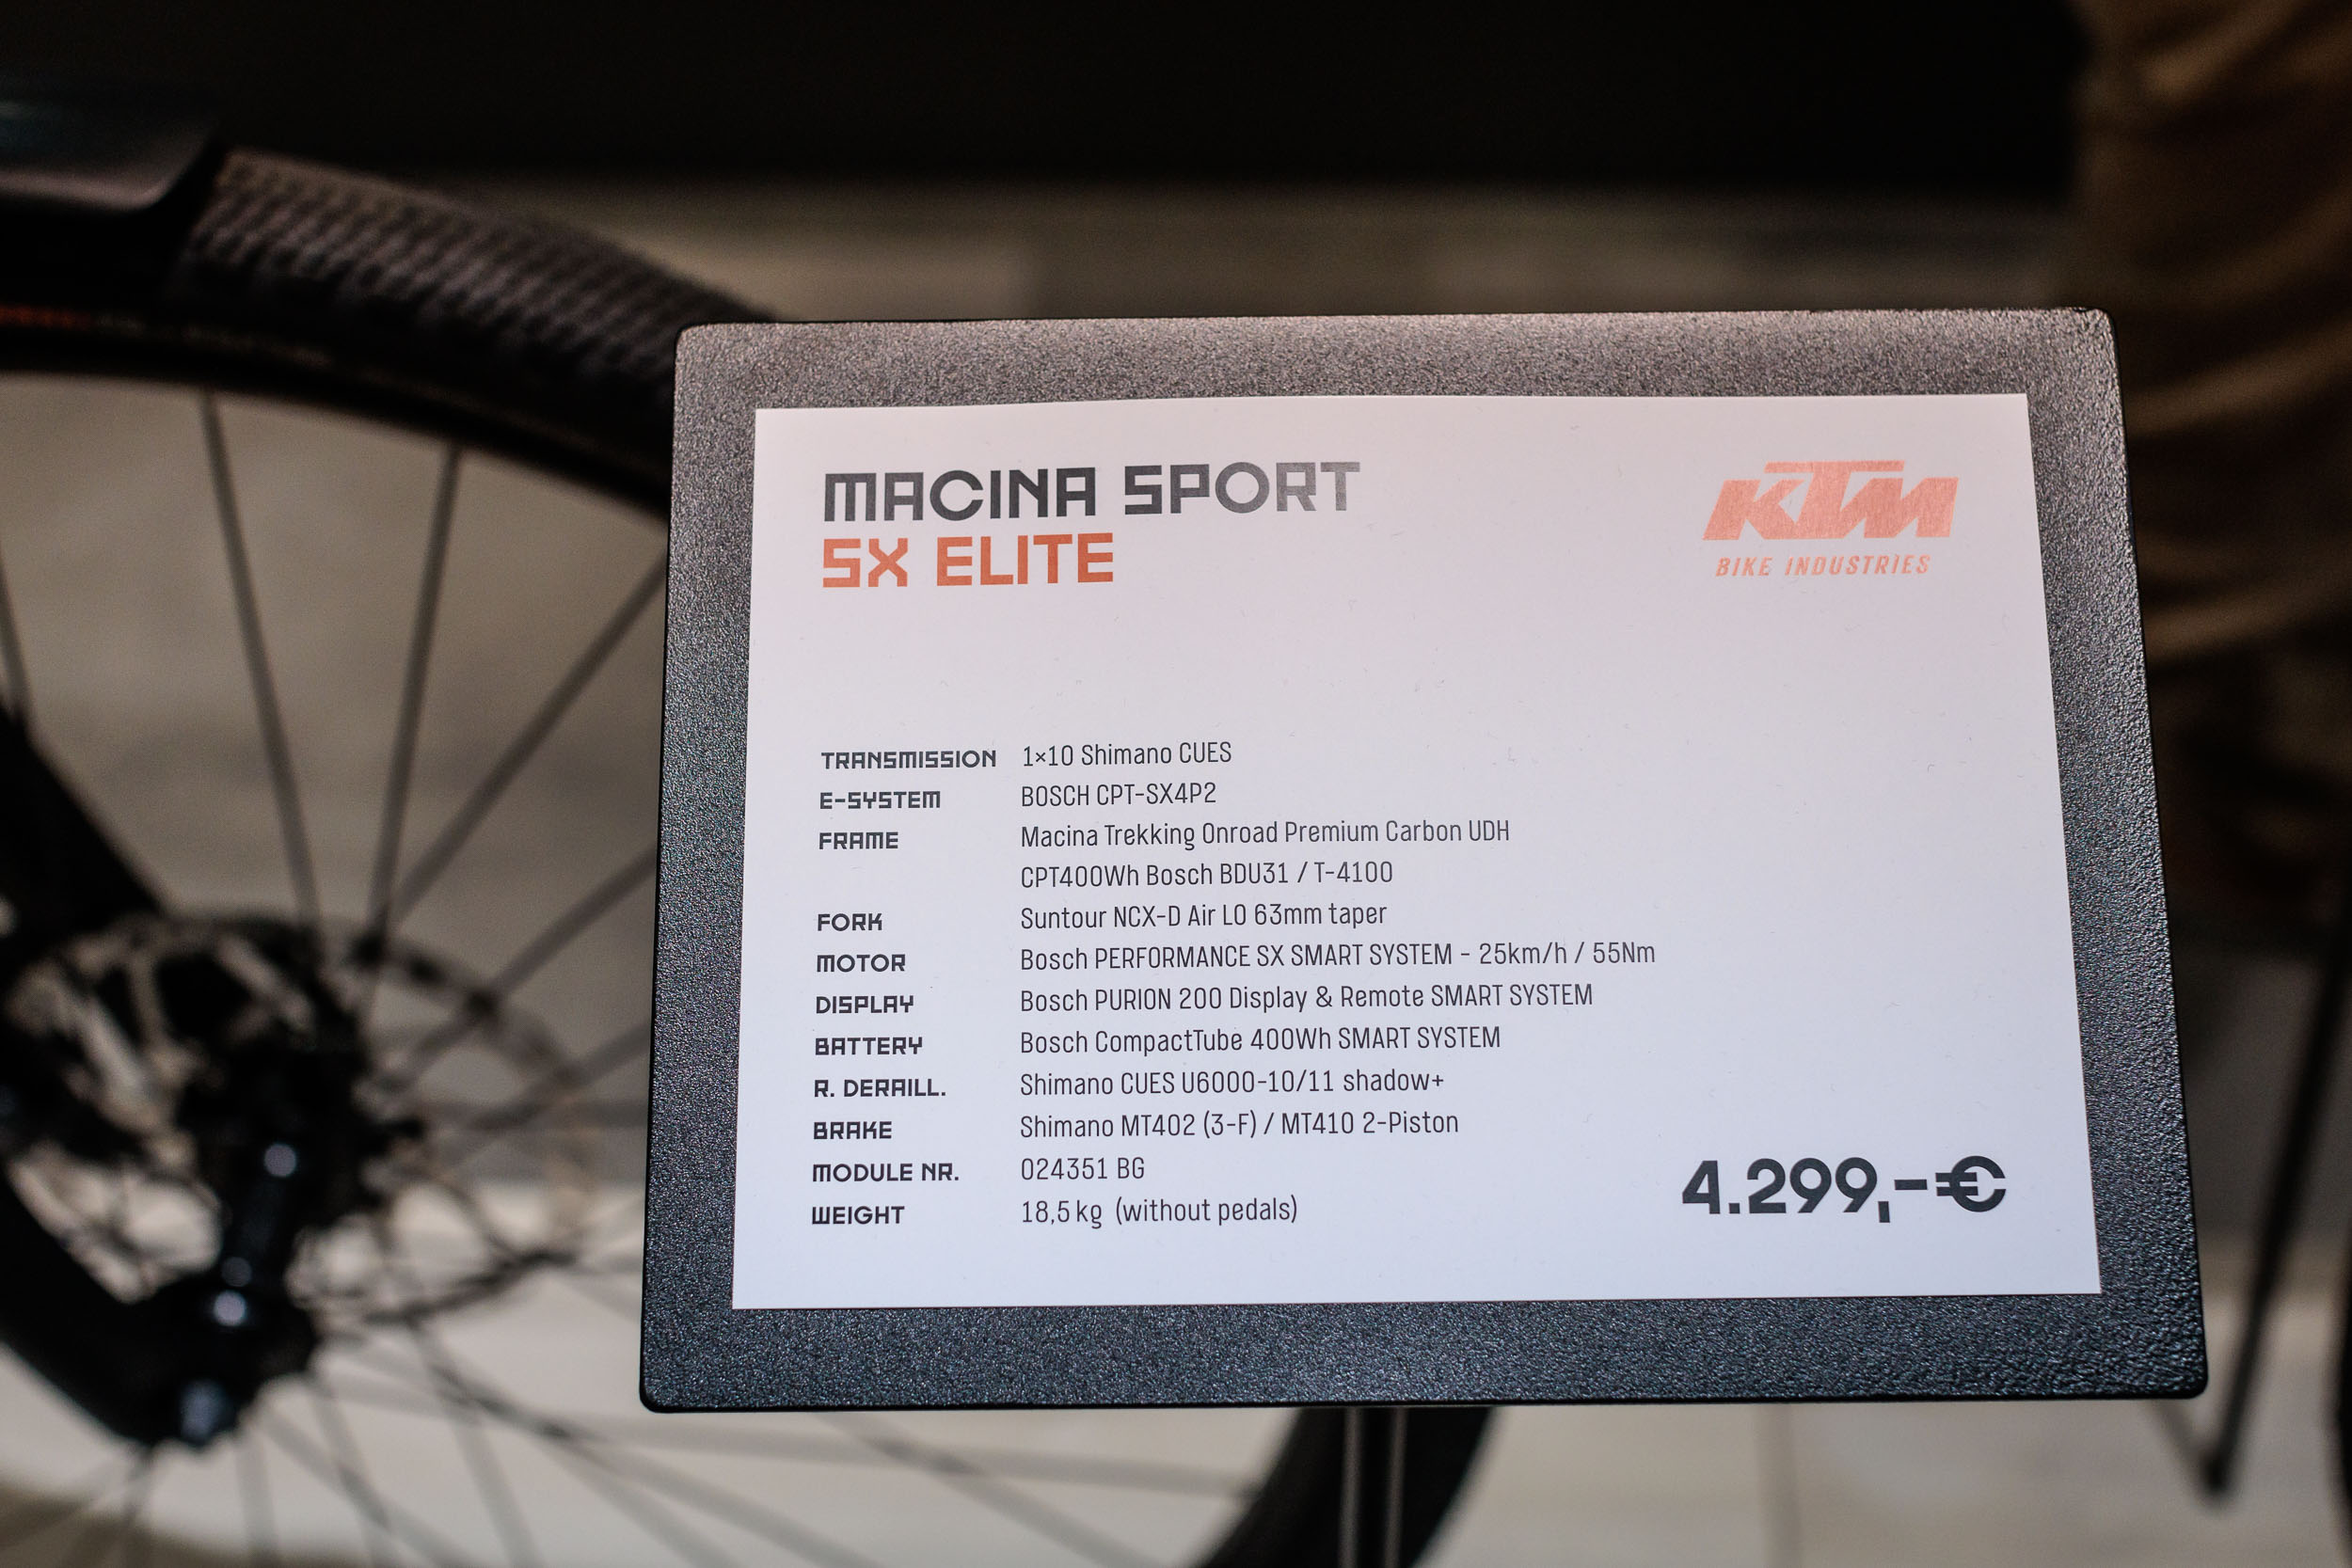 MACINA SPORT
SX ELITE
KTM
BIKE INDUSTRIES
TRANSMISSION 1×10 Shimano CUES
E-SYSTEM BOSCH CPT-SX4P2
FRAME Macina Trekking Onroad Premium Carbon UDH
CPT400Wh Bosch BDU31 / T-4100
FORK Suntour NCX-D Air LO 63mm taper
MOTOR Bosch PERFORMANCE SX SMART SYSTEM - 25km/h / 55Nm
DISPLAY Bosch PURION 200 Display & Remote SMART SYSTEM
BATTERY Bosch CompactTube 400Wh SMART SYSTEM
R. DERAILL. Shimano CUES U6000-10/11 shadow+
BRAKE Shimano MT402 (3-F) / MT410 2-Piston
MODULE NR. 024351 BG
WEIGHT 18,5 kg (without pedals)
4.299,-€